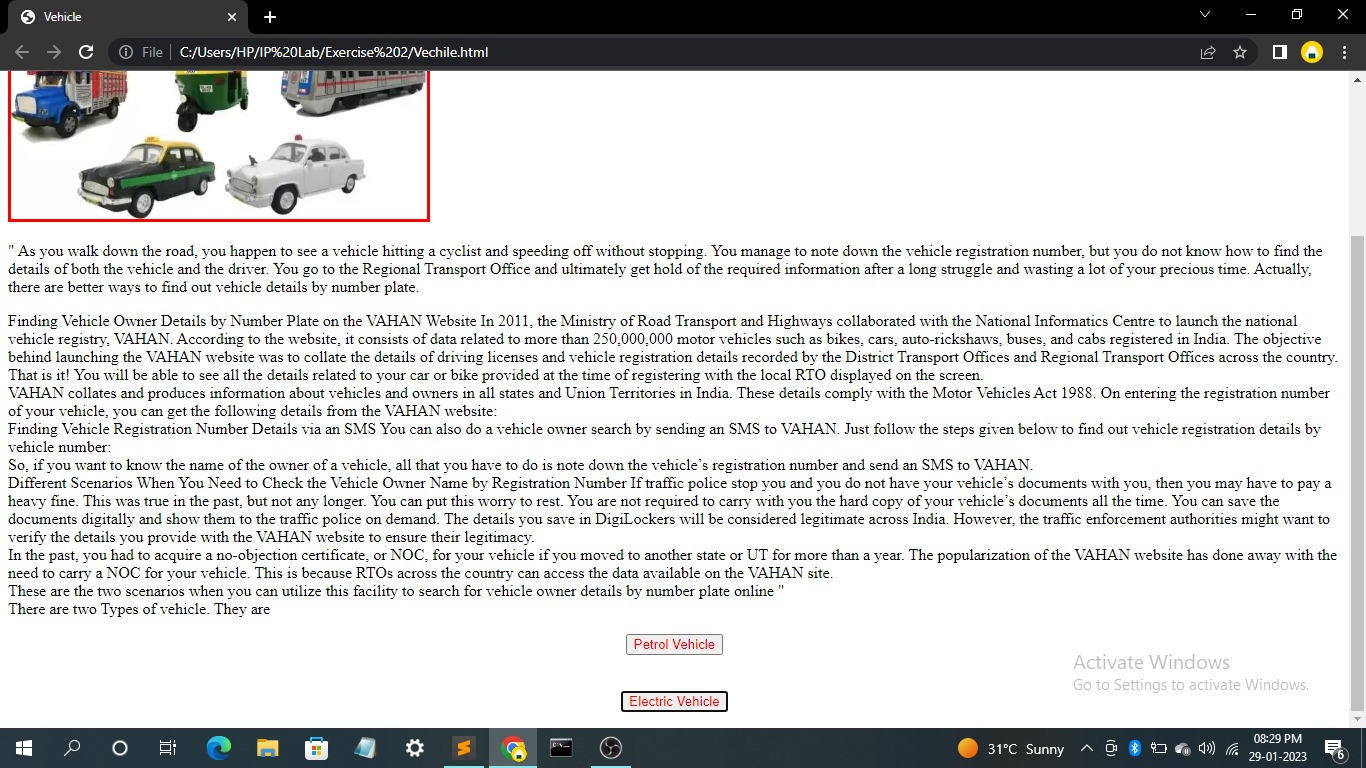 Vehicle
File
C:/Users/HP/IP%20Lab/Exercise%202/Vechile.html
" As you walk down the road, you happen to see a vehicle hitting a cyclist and speeding off without stopping. You manage to note down the vehicle registration number, but you do not know how to find the
details of both the vehicle and the driver. You go to the Regional Transport Office and ultimately get hold of the required information after a long struggle and wasting a lot of your precious time. Actually,
there are better ways to find out vehicle details by number plate.
Finding Vehicle Owner Details by Number Plate on the VAHAN Website In 2011, the Ministry of Road Transport and Highways collaborated with the National Informatics Centre to launch the national
vehicle registry, VAHAN. According to the website, it consists of data related to more than 250,000,000 motor vehicles such as bikes, cars, auto-rickshaws, buses, and cabs registered in India. The objective
behind launching the VAHAN website was to collate the details of driving licenses and vehicle registration details recorded by the District Transport Offices and Regional Transport Offices across the country.
That is it! You will be able to see all the details related to your car or bike provided at the time of registering with the local RTO displayed on the screen.
VAHAN collates and produces information about vehicles and owners in all states and Union Territories in India. These details comply with the Motor Vehicles Act 1988. On entering the registration number
of your vehicle, you can get the following details from the VAHAN website:
Finding Vehicle Registration Number Details via an SMS You can also do a vehicle owner search by sending an SMS to VAHAN. Just follow the steps given below to find out vehicle registration details by
vehicle number:
So, if you want to know the name of the owner of a vehicle, all that you have to do is note down the vehicle’s registration number and send an SMS to VAHAN.
Different Scenarios When You Need to Check the Vehicle Owner Name by Registration Number If traffic police stop you and you do not have your vehicle’s documents with you, then you may have to pay a
heavy fine. This was true in the past, but not any longer. You can put this worry to rest. You are not required to carry with you the hard copy of your vehicle’s documents all the time. You can save the
documents digitally and show them to the traffic police on demand. The details you save in DigiLockers will be considered legitimate across India. However, the traffic enforcement authorities might want to
verify the details you provide with the VAHAN website to ensure their legitimacy.
In the past, you had to acquire a no-objection certificate, or NOC, for your vehicle if you moved to another state or UT for more than a year. The popularization of the VAHAN website has done away with the
need to carry a NOC for your vehicle. This is because RTOs across the country can access the data available on the VAHAN site.
These are the two scenarios when you can utilize this facility to search for vehicle owner details by number plate online "
There are two Types of vehicle. They are
Petrol Vehicle
Electric Vehicle
Activate Windows
Go to Settings to activate Windows.
31°C Sunny
08:29 PM
29-01-2023
6